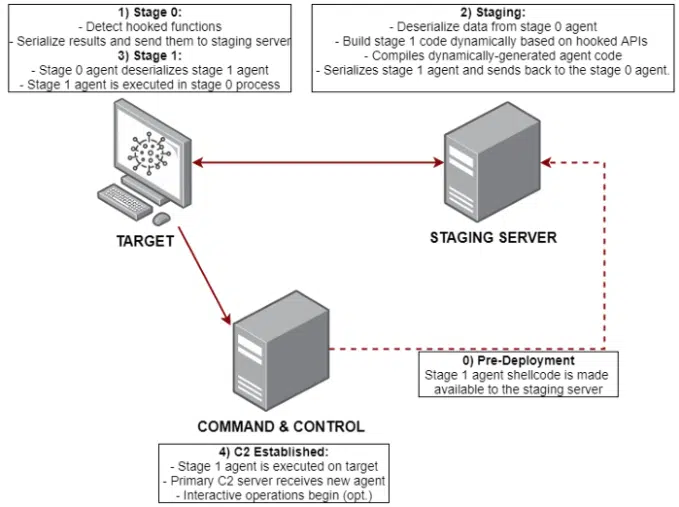 1) Stage 0:
- Detect hooked functions
- Serialize results and send them to staging server
3) Stage 1:
- Stage 0 agent deserializes stage 1 agent
- Stage 1 agent is executed in stage 0 process
2) Staging:
- Deserialize data from stage 0 agent
- Build stage 1 code dynamically based on hooked APIs
- Compiles dynamically-generated agent code
- Serializes stage 1 agent and sends back to the stage 0 agent.
TARGET
STAGING SERVER
0) Pre-Deployment
Stage 1 agent shellcode is made
available to the staging server
COMMAND & CONTROL
4) C2 Established:
- Stage 1 agent is executed on target
- Primary C2 server receives new agent
- Interactive operations begin (opt.)